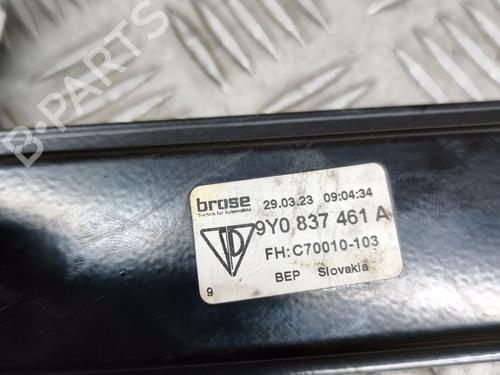 B-PARTS
brose
Technik für Automobile
29.03.23 09:04:34
9Y0 837 461 A
FH:C70010-103
BEP Slovakia
9